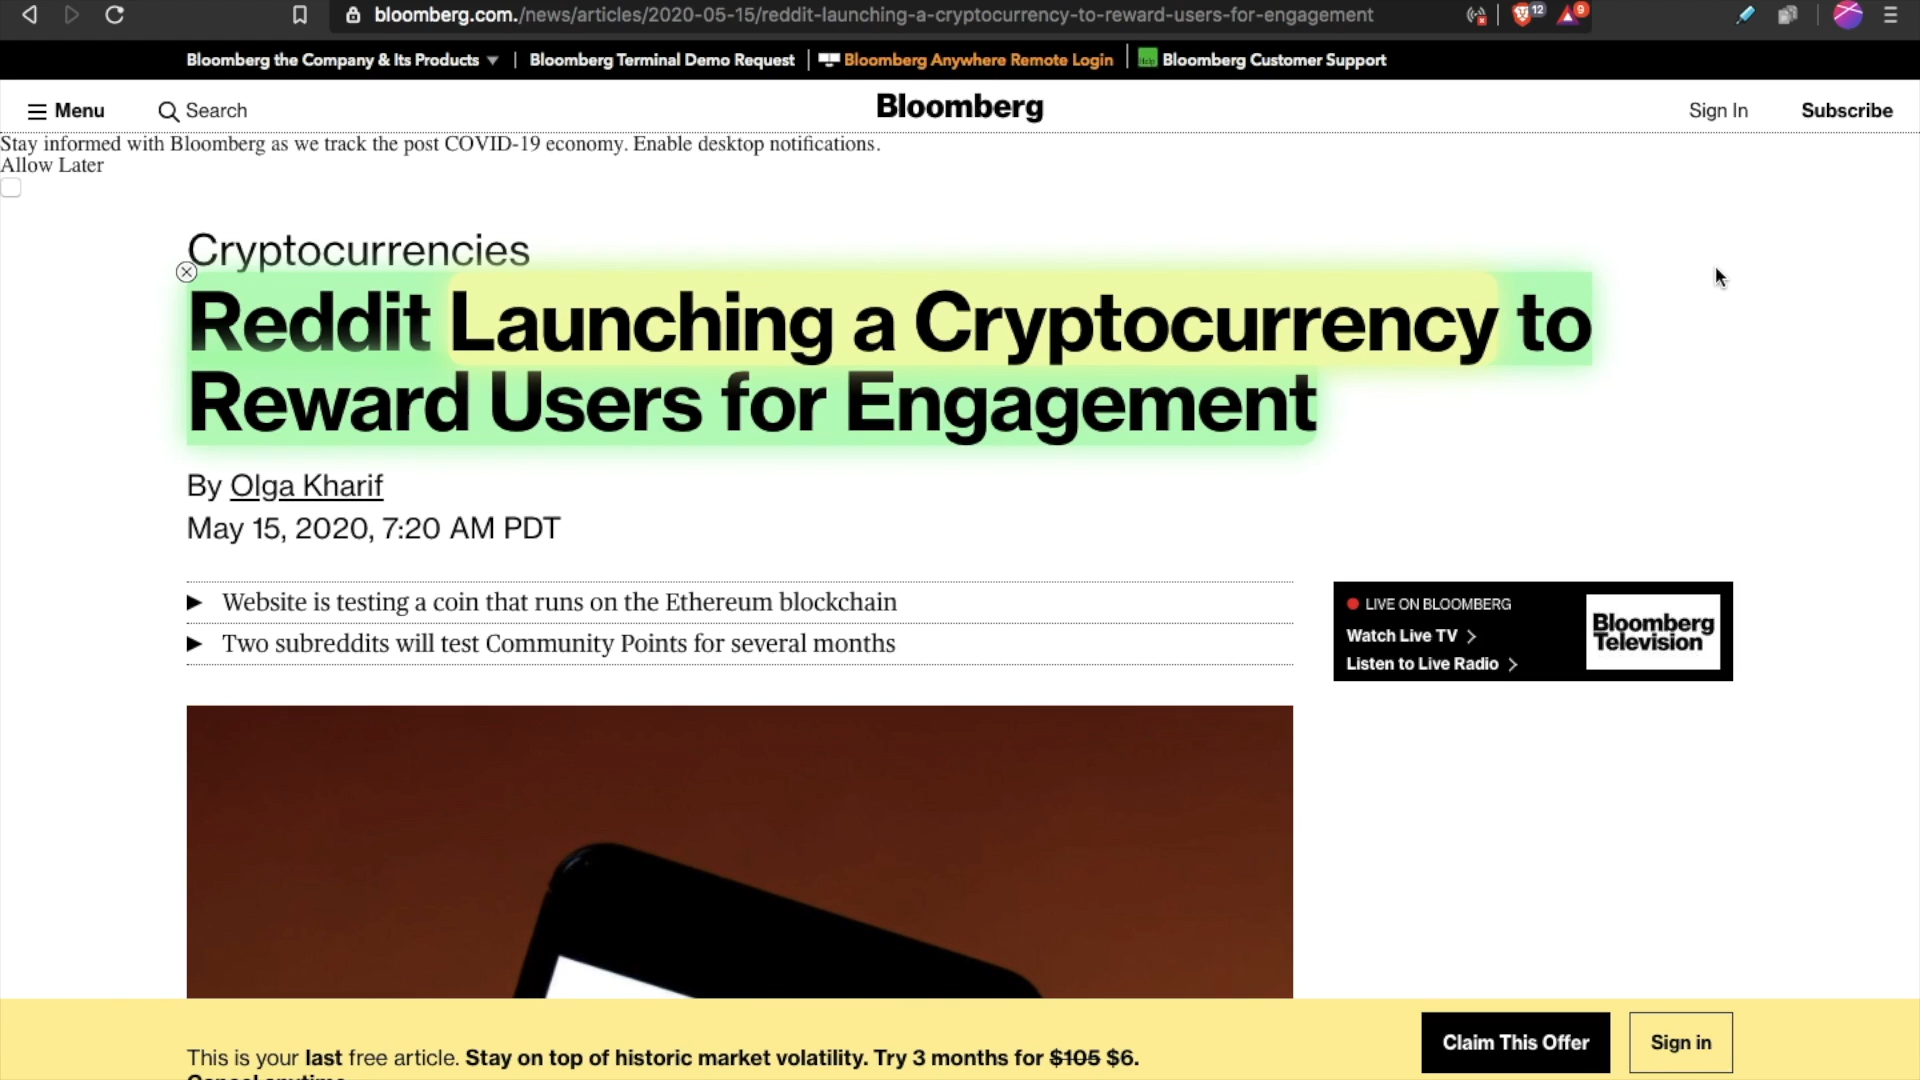 bloomberg.com./news/articles/2020-05-15/reddit-launching-a-cryptocurrency-to-reward-users-for-engagement
12
9
Bloomberg the Company & Its Products
Bloomberg Terminal Demo Request
Bloomberg Anywhere Remote Login
Bloomberg Customer Support
Menu
Search
Bloomberg
Sign In
Subscribe
Stay informed with Bloomberg as we track the post COVID-19 economy. Enable desktop notifications.
Allow Later
Cryptocurrencies
Reddit Launching a Cryptocurrency to
Reward Users for Engagement
By Olga Kharif
May 15, 2020, 7:20 AM PDT
Website is testing a coin that runs on the Ethereum blockchain
Two subreddits will test Community Points for several months
LIVE ON BLOOMBERG
Watch Live TV
Listen to Live Radio
Bloomberg
Television
This is your last free article. Stay on top of historic market volatility. Try 3 months for $105 $6.
Cancel anytime.
Claim This Offer
Sign in